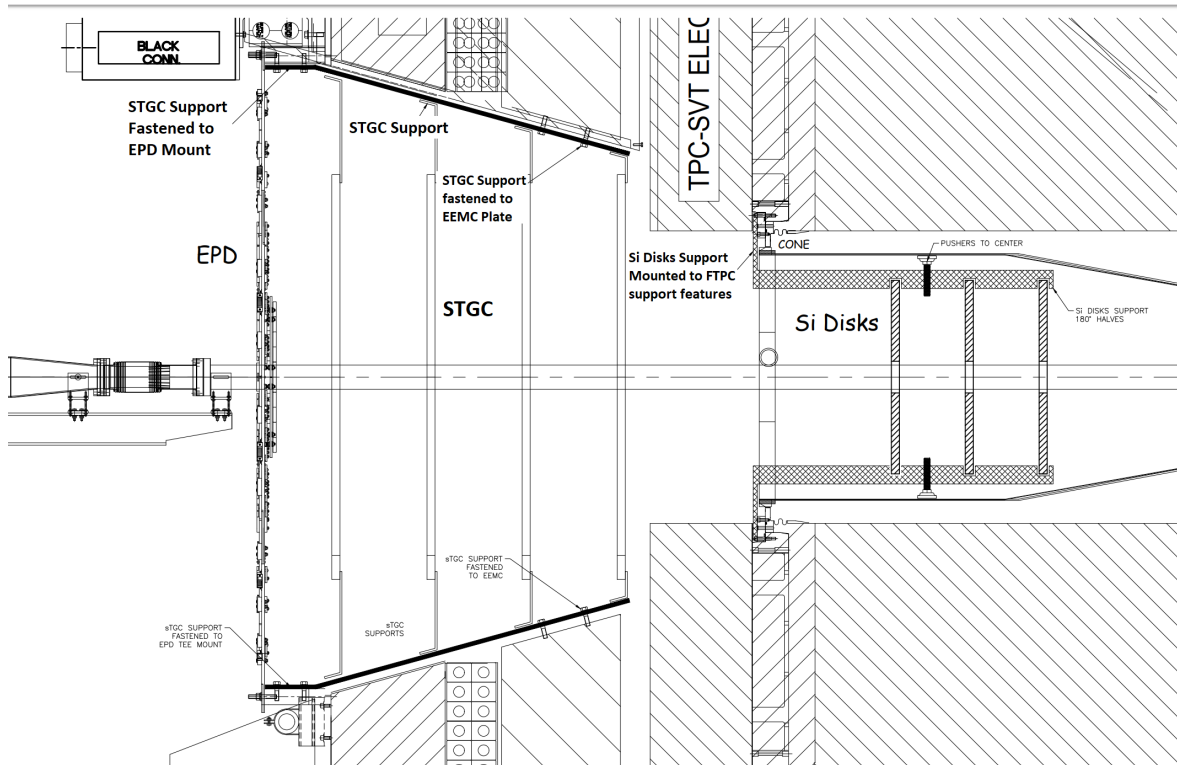 BLACK
CONN.
TPC-SVT ELEC
STGC Support
Fastened to
EPD Mount
STGC Support
STGC Support
fastened to
EEMC Plate
EPD
STGC
Si Disks Support
Mounted to FTPC
support features
CONE
PUSHERS TO CENTER
Si Disks
Si DISKS SUPPORT
180° HALVES
sTGC SUPPORT
FASTENED
TO EEMC
sTGC SUPPORT
FASTENED TO
EPD TEE MOUNT
sTGC
SUPPORTS